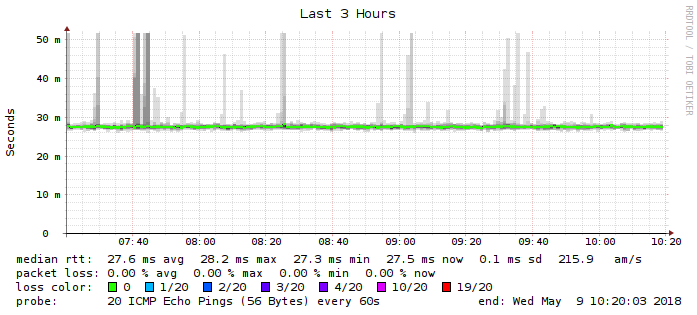 Last 3 Hours
RRDTOOL / TOBI OETIKER
Seconds
50 m
40 m
30 m
20 m
10 m
0
07:40 08:00 08:20 08:40 09:00 09:20 09:40 10:00 10:20
median rtt: 27.6 ms avg 28.2 ms max 27.3 ms min 27.5 ms now 0.1 ms sd 215.9 am/s
packet loss: 0.00 % avg 0.00 % max 0.00 % min 0.00 % now
loss color: 0 1/20 2/20 3/20 4/20 10/20 19/20
probe: 20 ICMP Echo Pings (56 Bytes) every 60s end: Wed May 9 10:20:03 2018